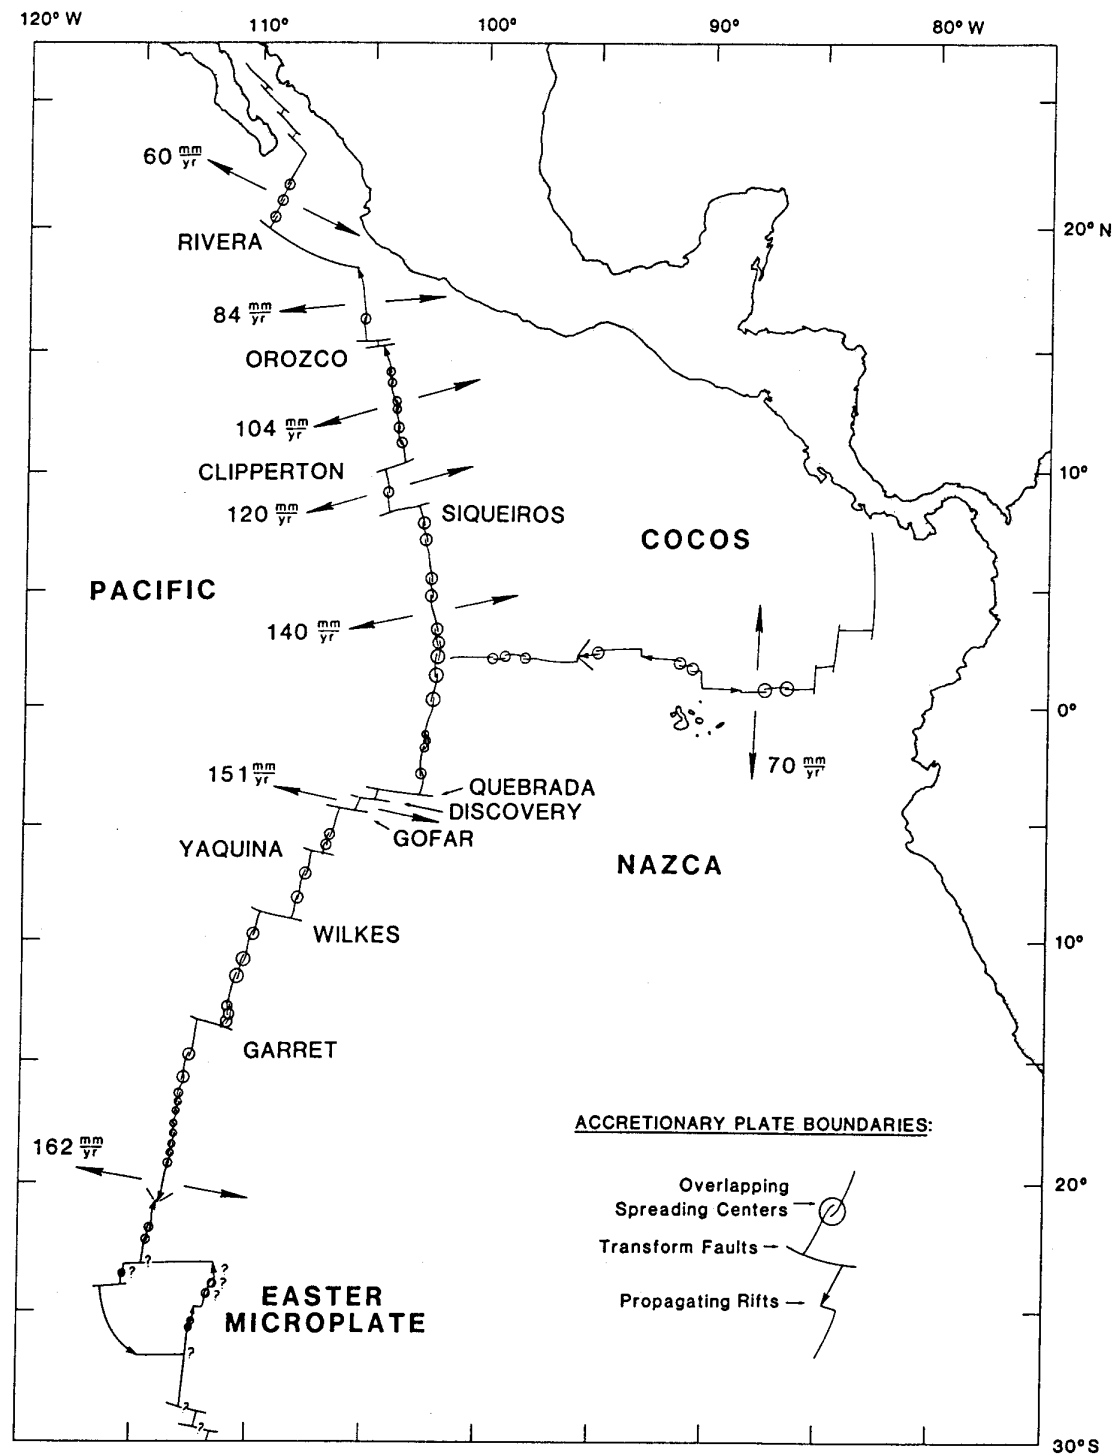 120° W 110° 100° 90° 80° W
60 mm/yr
RIVERA
20° N
84 mm/yr
OROZCO
104 mm/yr
CLIPPERTON
10°
120 mm/yr
SIQUEIROS
COCOS
PACIFIC
140 mm/yr
0°
70 mm/yr
151 mm/yr
QUEBRADA
DISCOVERY
GOFAR
YAQUINA
NAZCA
WILKES
10°
GARRET
ACCRETIONARY PLATE BOUNDARIES:
162 mm/yr
20°
Overlapping
Spreading Centers
Transform Faults
Propagating Rifts
?
?
?
?
?
EASTER
MICROPLATE
?
?
?
?
30° S